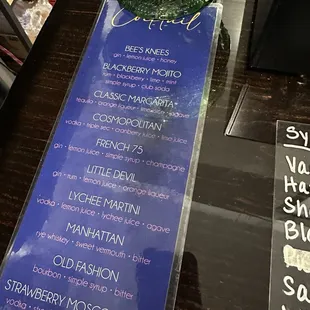 Cocktail
BEE'S KNEES
gin • lemon juice • honey
BLACKBERRY MOJITO
rum • blackberry • lime • mint
simple syrup • club soda
CLASSIC MARGARITA*
tequila • orange liqueur • juice • agave
COSMOPOLITAN
vodka • triple sec • cranberry juice • lime juice
FRENCH 75
gin • lemon juice • simple syrup • champagne
LITTLE DEVIL
gin • rum • lemon juice • orange liqueur
LYCHEE MARTINI
vodka • lemon juice • lychee juice • agave
MANHATTAN
rye whiskey • sweet vermouth • bitter
OLD FASHION
bourbon • simple syrup • bitter
STRAWBERRY MOSCO
vodka
Sy
Va
Ha
Sh
Bl
Sa